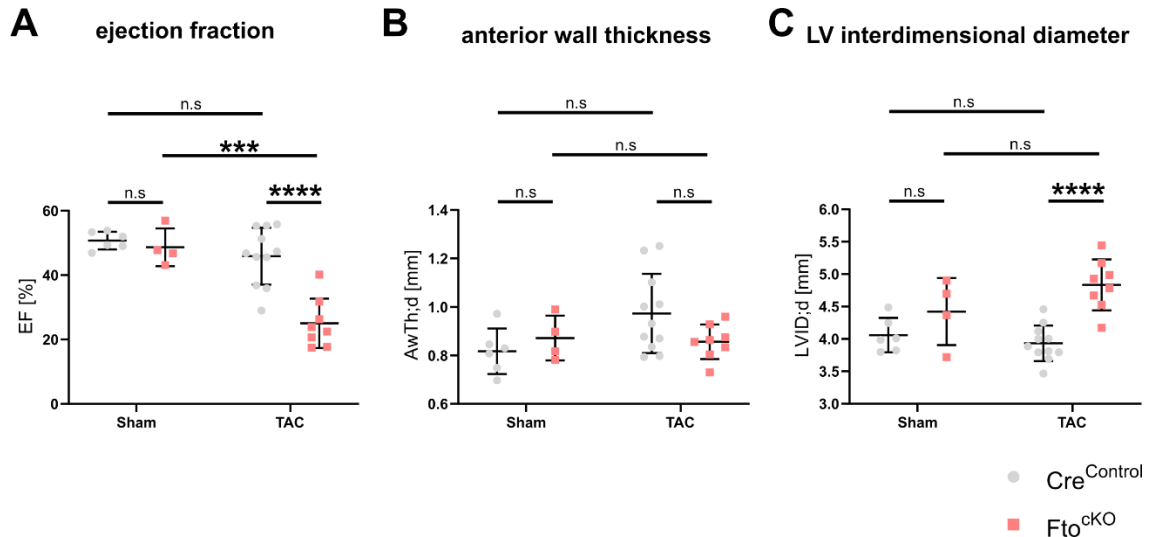 A ejection fraction
n.s
***
n.s
****
60
40
20
0
EF [%]
Sham TAC
B anterior wall thickness
n.s
n.s
n.s
n.s
1.4
1.2
1.0
0.8
0.6
AwTh;d [mm]
Sham TAC
C LV interdimensional diameter
n.s
n.s
n.s
****
6.0
5.5
5.0
4.5
4.0
3.5
3.0
LVID;d [mm]
Sham TAC
Cre^Control
Fto^cKO